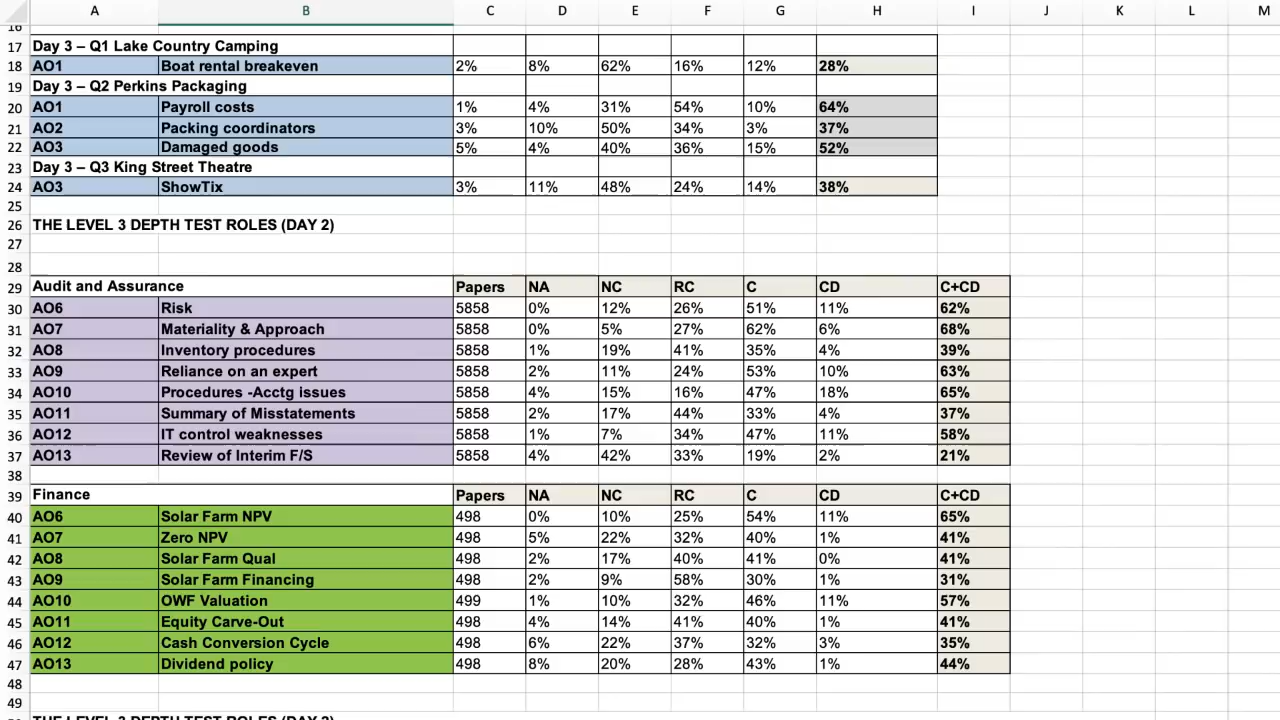 A B C D E F G H I J K L M
16
17 Day 3 – Q1 Lake Country Camping
18 AO1 Boat rental breakeven 2% 8% 62% 16% 12% 28%
19 Day 3 – Q2 Perkins Packaging
20 AO1 Payroll costs 1% 4% 31% 54% 10% 64%
21 AO2 Packing coordinators 3% 10% 50% 34% 3% 37%
22 AO3 Damaged goods 5% 4% 40% 36% 15% 52%
23 Day 3 – Q3 King Street Theatre
24 AO3 ShowTix 3% 11% 48% 24% 14% 38%
25
26 THE LEVEL 3 DEPTH TEST ROLES (DAY 2)
27
28
29 Audit and Assurance Papers NA NC RC C CD C+CD
30 AO6 Risk 5858 0% 12% 26% 51% 11% 62%
31 AO7 Materiality & Approach 5858 0% 5% 27% 62% 6% 68%
32 AO8 Inventory procedures 5858 1% 19% 41% 35% 4% 39%
33 AO9 Reliance on an expert 5858 2% 11% 24% 53% 10% 63%
34 AO10 Procedures -Acctg issues 5858 4% 15% 16% 47% 18% 65%
35 AO11 Summary of Misstatements 5858 2% 17% 44% 33% 4% 37%
36 AO12 IT control weaknesses 5858 1% 7% 34% 47% 11% 58%
37 AO13 Review of Interim F/S 5858 4% 42% 33% 19% 2% 21%
38
39 Finance Papers NA NC RC C CD C+CD
40 AO6 Solar Farm NPV 498 0% 10% 25% 54% 11% 65%
41 AO7 Zero NPV 498 5% 22% 32% 40% 1% 41%
42 AO8 Solar Farm Qual 498 2% 17% 40% 41% 0% 41%
43 AO9 Solar Farm Financing 498 2% 9% 58% 30% 1% 31%
44 AO10 OWF Valuation 499 1% 10% 32% 46% 11% 57%
45 AO11 Equity Carve-Out 498 4% 14% 41% 40% 1% 41%
46 AO12 Cash Conversion Cycle 498 6% 22% 37% 32% 3% 35%
47 AO13 Dividend policy 498 8% 20% 28% 43% 1% 44%
48
49
THE LEVEL 3 DEPTH TEST ROLES (DAY 2)